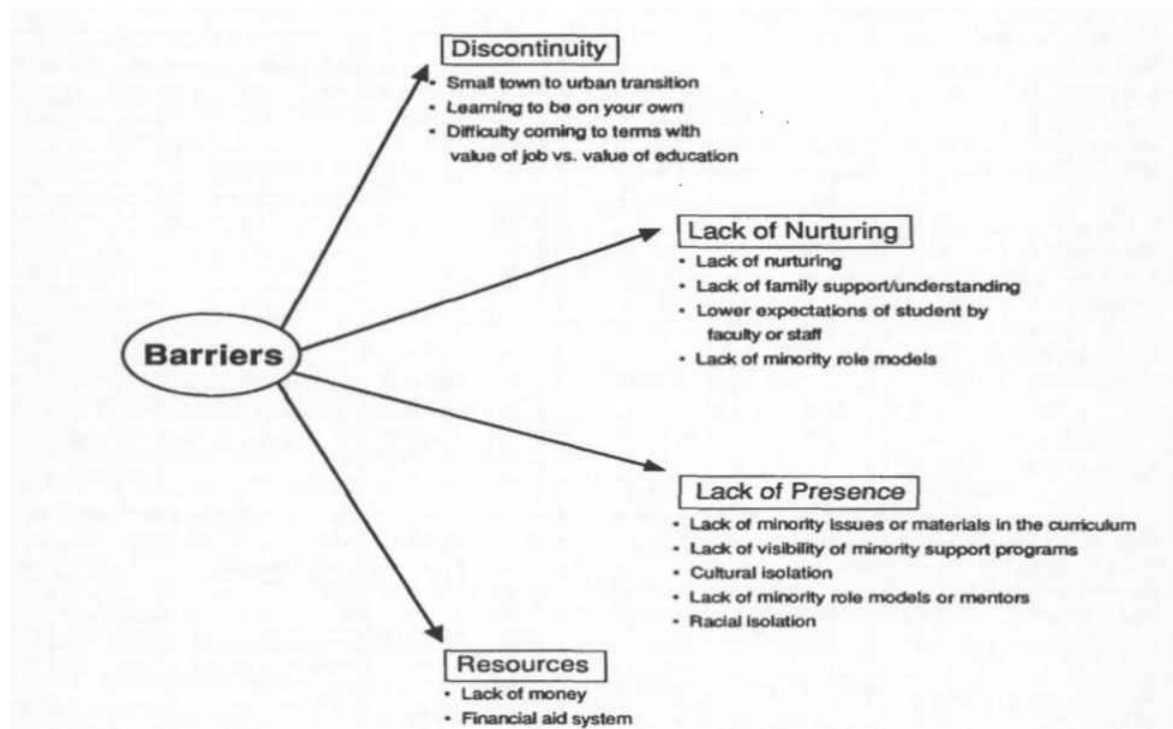 Discontinuity
• Small town to urban transition
• Learning to be on your own
• Difficulty coming to terms with
value of job vs. value of education
Lack of Nurturing
• Lack of nurturing
• Lack of family support/understanding
• Lower expectations of student by
faculty or staff
• Lack of minority role models
Barriers
Lack of Presence
• Lack of minority issues or materials in the curriculum
• Lack of visibility of minority support programs
• Cultural isolation
• Lack of minority role models or mentors
• Racial isolation
Resources
• Lack of money
• Financial aid system